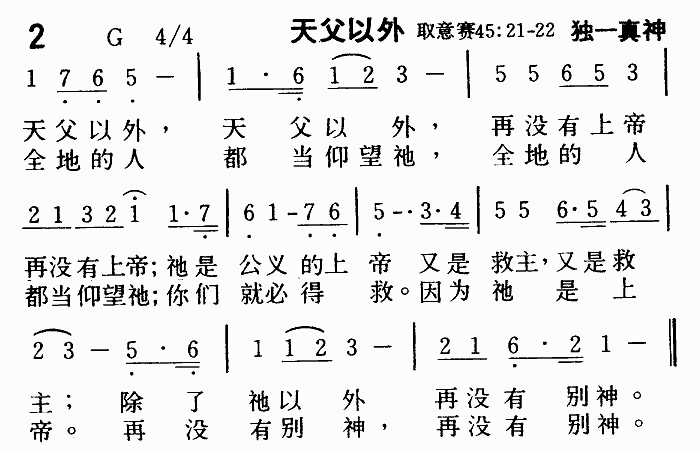 2 G 4/4 天父以外 取意赛45:21-22 独一真神
1 7 6 5 – | 1 · 6 1 2 3 – | 5 5 6 5 3 |
天父以外， 天 父以 外， 再没有上帝
全地的人 都 当仰望祂， 全地的 人
2 1 3 2 1 1·7 | 6 1 – 7 6 | 5 – · 3·4 | 5 5 6·5 4 3 |
再没有上帝；祂是 公义 的上 帝 又是 救主，又是救
都当仰望祂；你们 就必 得 救。因为 祂 是 上
2 3 – 5·6 | 1 1 2 3 – | 2 1 6·2 1 – ‖
主； 除 了 祂以 外 再没有 别神。
帝。 再 没 有别 神， 再没有 别神。